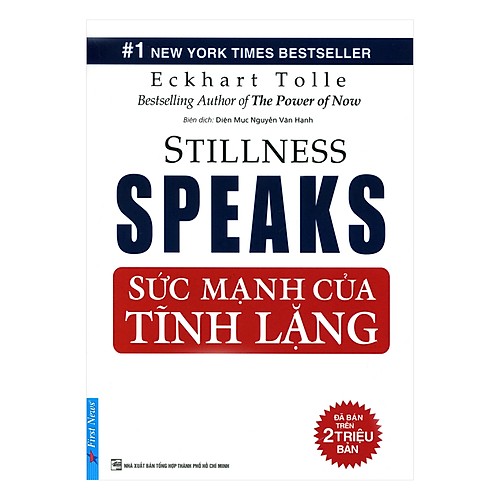 #1 NEW YORK TIMES BESTSELLER
Eckhart Tolle
Bestselling Author of The Power of Now
Biên dịch: Diện Mục Nguyễn Văn Hạnh
STILLNESS
SPEAKS
SỨC MẠNH CỦA
TĨNH LẶNG
ĐÃ BÁN TRÊN
2 TRIỆU
BẢN
First News
NHÀ XUẤT BẢN TỔNG HỢP THÀNH PHỐ HỒ CHÍ MINH